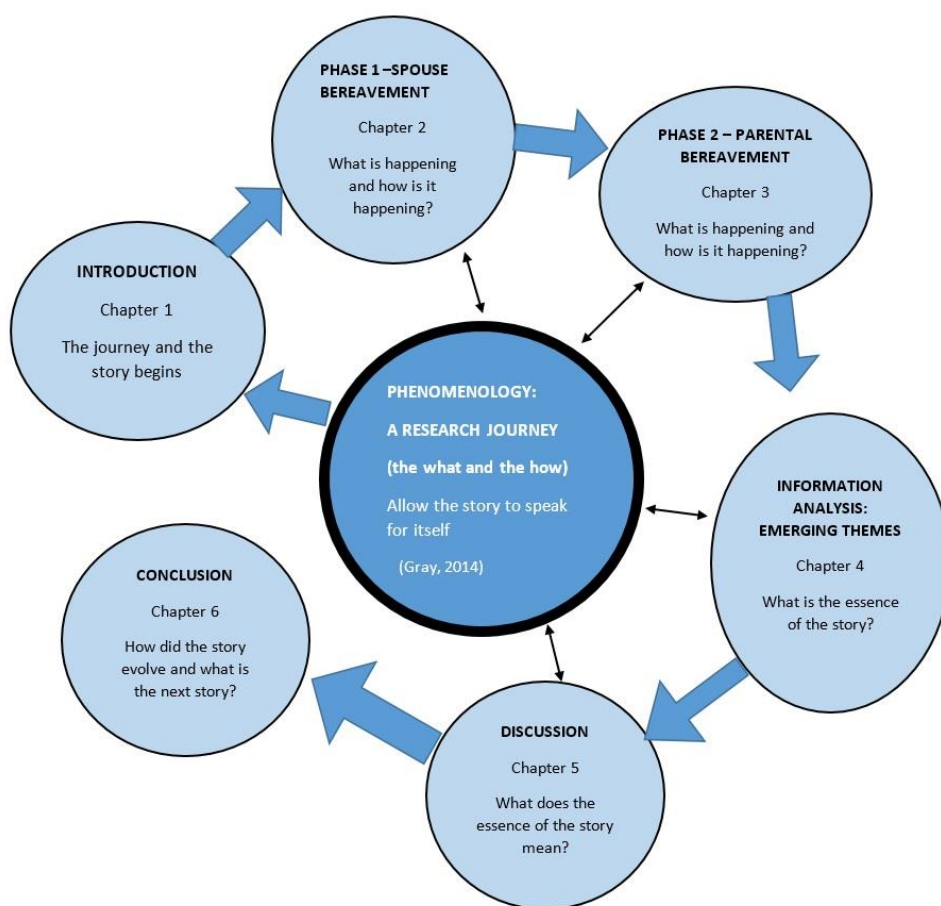 PHASE 1 –SPOUSE
BEREAVEMENT
Chapter 2
What is happening
and how is it
happening?
PHASE 2 – PARENTAL
BEREAVEMENT
Chapter 3
What is happening and
how is it happening?
INTRODUCTION
Chapter 1
The journey and the
story begins
PHENOMENOLOGY:
A RESEARCH JOURNEY
(the what and the how)
Allow the story to speak
for itself
(Gray, 2014)
INFORMATION
ANALYSIS:
EMERGING THEMES
Chapter 4
What is the essence
of the story?
CONCLUSION
Chapter 6
How did the story
evolve and what is
the next story?
DISCUSSION
Chapter 5
What does the
essence of the story
mean?